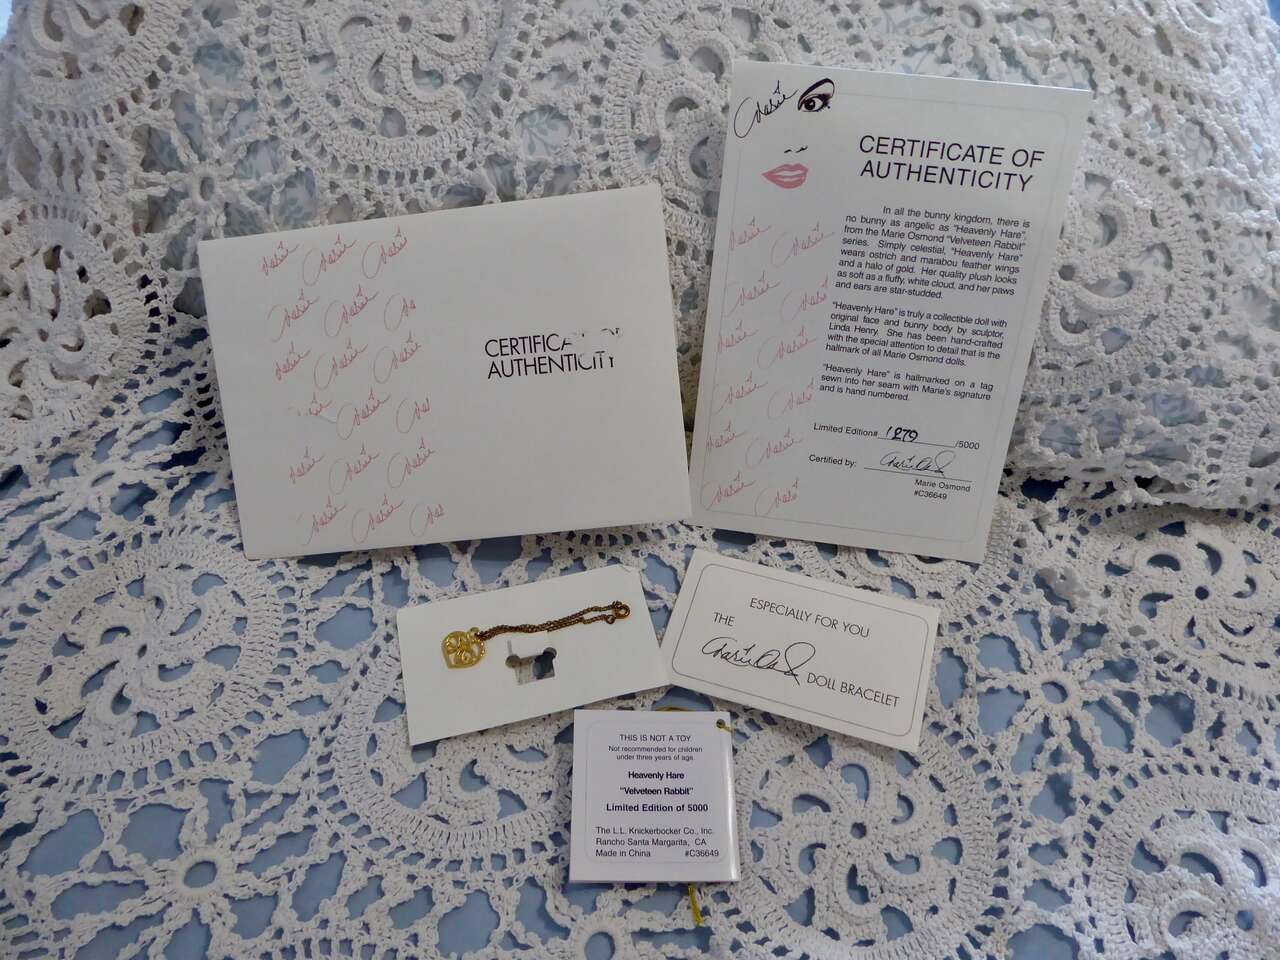 Marie
CERTIFICATE OF
AUTHENTICITY
In all the bunny kingdom, there is
no bunny as angelic as "Heavenly Hare"
from the Marie Osmond "Velveteen Rabbit"
series. Simply celestial, "Heavenly Hare"
wears ostrich and marabou feather wings
and a halo of gold. Her quality plush looks
as soft as a fluffy, white cloud, and her paws
and ears are star-studded.
"Heavenly Hare" is truly a collectible doll with
original face and bunny body by sculptor,
Linda Henry. She has been hand-crafted
with the special attention to detail that is the
hallmark of all Marie Osmond dolls.
"Heavenly Hare" is hallmarked on a tag
sewn into her seam with Marie's signature
and is hand numbered.
Limited Edition# 1879 /5000
Certified by:
Marie Osmond
#C36649
CERTIFICA
AUTHENTICITY
ESPECIALLY FOR YOU
THE
Marie Osmond DOLL BRACELET
THIS IS NOT A TOY
Not recommended for children
under three years of age.
Heavenly Hare
"Velveteen Rabbit"
Limited Edition of 5000
The L.L. Knickerbocker Co., Inc.
Rancho Santa Margarita, CA
Made in China #C36649